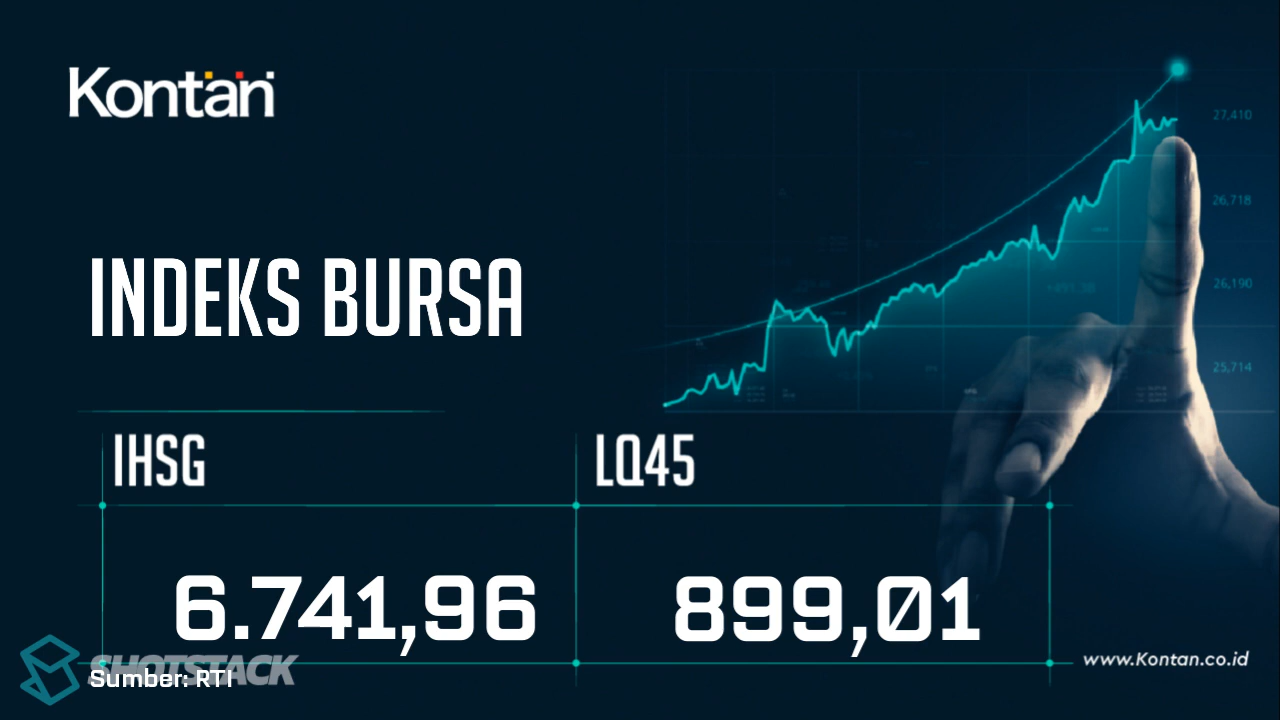 Kontan
27,410
26,718
INDEKS BURSA
26,190
25,714
IHSG
LQ45
6.741,96
899,01
www.Kontan.co.id
SHOTSTACK
Sumber: RTI